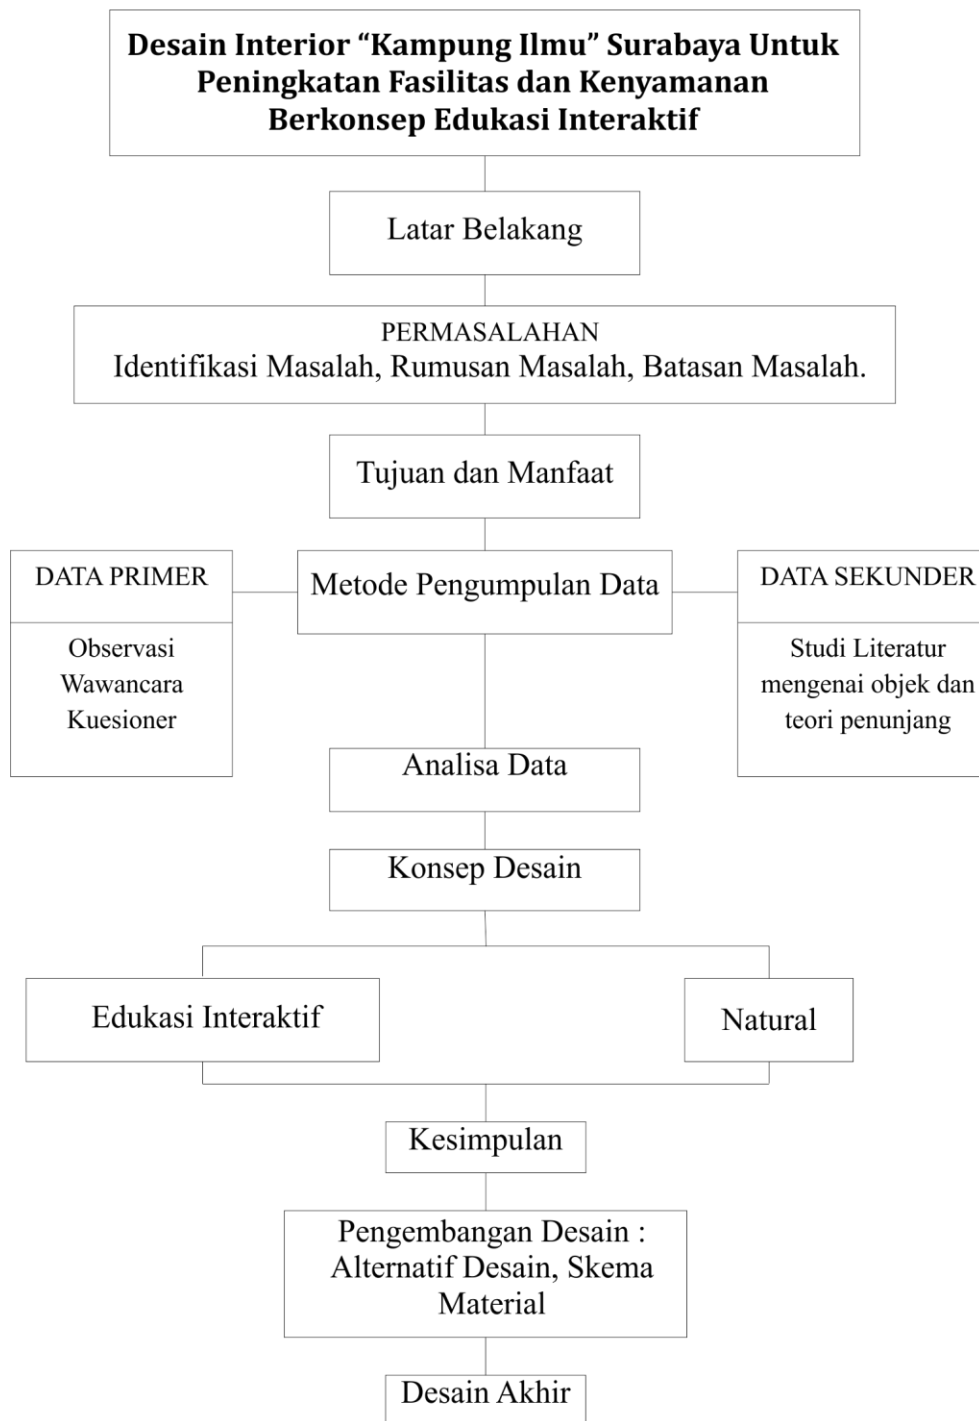 Desain Interior “Kampung Ilmu” Surabaya Untuk
Peningkatan Fasilitas dan Kenyamanan
Berkonsep Edukasi Interaktif
Latar Belakang
PERMASALAHAN
Identifikasi Masalah, Rumusan Masalah, Batasan Masalah.
Tujuan dan Manfaat
DATA PRIMER
Observasi
Wawancara
Kuesioner
Metode Pengumpulan Data
DATA SEKUNDER
Studi Literatur
mengenai objek dan
teori penunjang
Analisa Data
Konsep Desain
Edukasi Interaktif
Natural
Kesimpulan
Pengembangan Desain :
Alternatif Desain, Skema
Material
Desain Akhir